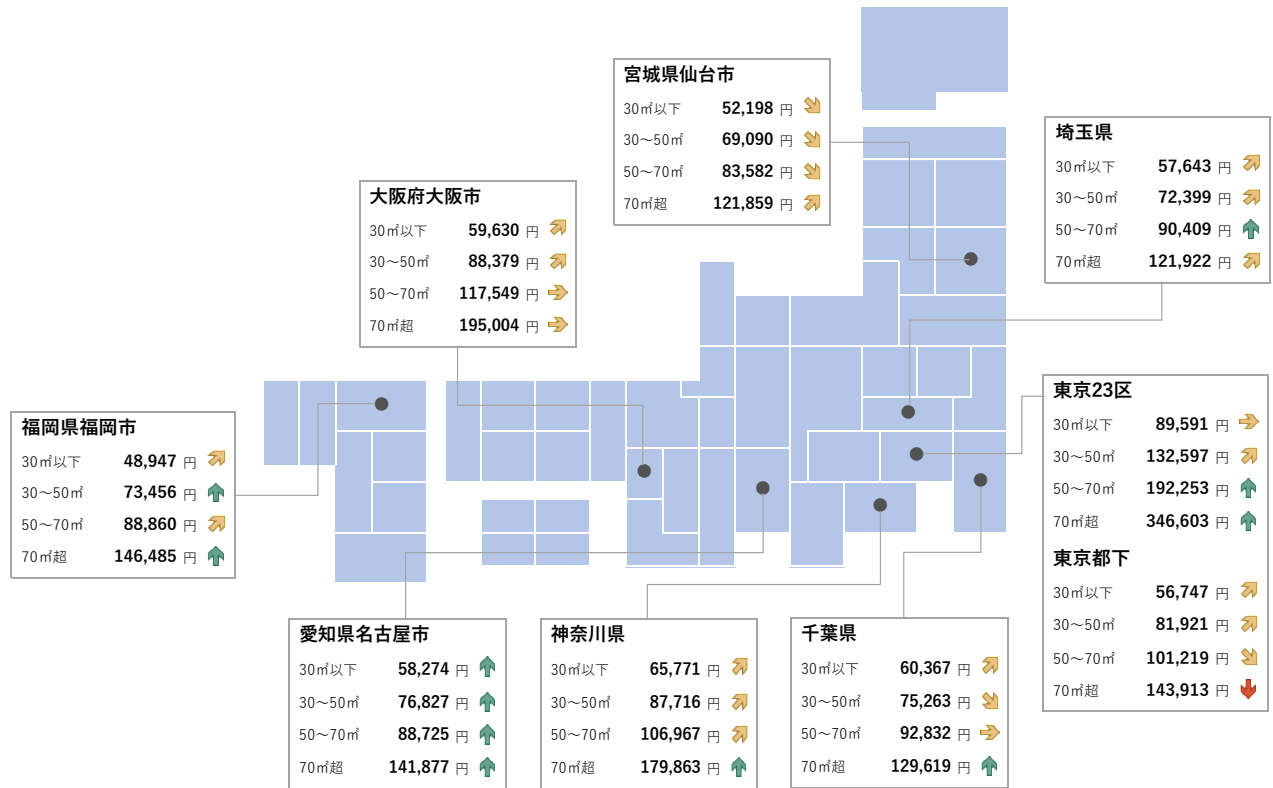 宮城県仙台市
30㎡以下 52,198 円
30～50㎡ 69,090 円
50～70㎡ 83,582 円
70㎡超 121,859 円
埼玉県
30㎡以下 57,643 円
30～50㎡ 72,399 円
50～70㎡ 90,409 円
70㎡超 121,922 円
大阪府大阪市
30㎡以下 59,630 円
30～50㎡ 88,379 円
50～70㎡ 117,549 円
70㎡超 195,004 円
東京23区
30㎡以下 89,591 円
30～50㎡ 132,597 円
50～70㎡ 192,253 円
70㎡超 346,603 円
東京都下
30㎡以下 56,747 円
30～50㎡ 81,921 円
50～70㎡ 101,219 円
70㎡超 143,913 円
福岡県福岡市
30㎡以下 48,947 円
30～50㎡ 73,456 円
50～70㎡ 88,860 円
70㎡超 146,485 円
愛知県名古屋市
30㎡以下 58,274 円
30～50㎡ 76,827 円
50～70㎡ 88,725 円
70㎡超 141,877 円
神奈川県
30㎡以下 65,771 円
30～50㎡ 87,716 円
50～70㎡ 106,967 円
70㎡超 179,863 円
千葉県
30㎡以下 60,367 円
30～50㎡ 75,263 円
50～70㎡ 92,832 円
70㎡超 129,619 円